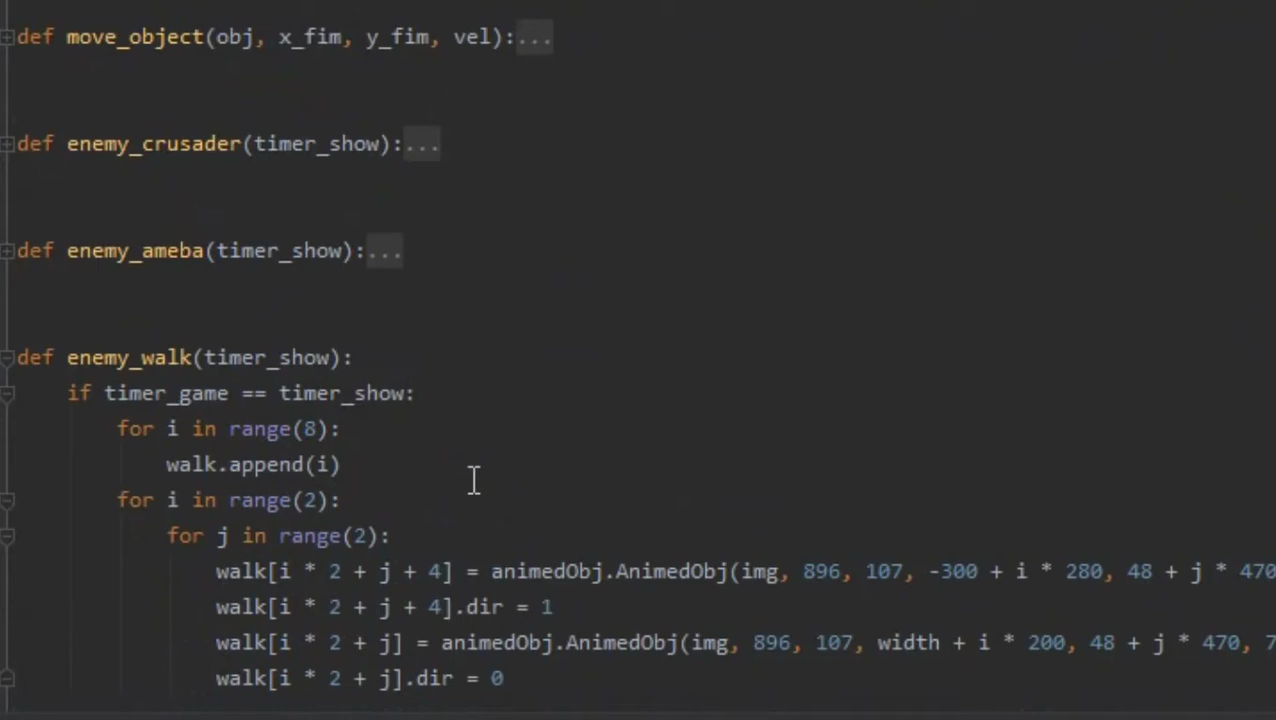 def move_object(obj, x_fim, y_fim, vel):...
def enemy_crusader(timer_show):...
def enemy_ameba(timer_show):...
def enemy_walk(timer_show):
if timer_game == timer_show:
for i in range(8):
walk.append(i)
for i in range(2):
for j in range(2):
walk[i * 2 + j + 4] = animedObj.AnimedObj(img, 896, 107, -300 + i * 280, 48 + j * 470
walk[i * 2 + j + 4].dir = 1
walk[i * 2 + j] = animedObj.AnimedObj(img, 896, 107, width + i * 200, 48 + j * 470, 7
walk[i * 2 + j].dir = 0